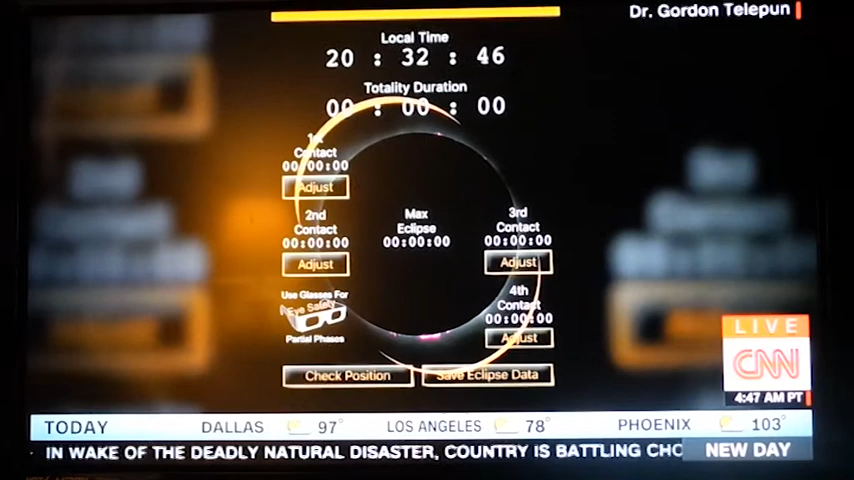 Dr. Gordon Telepun
Local Time
20 : 32 : 46
Totality Duration
00 : 00 : 00
1st
Contact
00:00:00
Adjust
2nd
Contact
00:00:00
Adjust
Max
Eclipse
00:00:00
3rd
Contact
00:00:00
Adjust
4th
Contact
00:00:00
Adjust
Use Glasses For
Eye Safety
Partial Phases
Check Position
Save Eclipse Data
LIVE
CNN
4:47 AM PT
TODAY DALLAS 97° LOS ANGELES 78° PHOENIX 103°
IN WAKE OF THE DEADLY NATURAL DISASTER, COUNTRY IS BATTLING CHO
NEW DAY